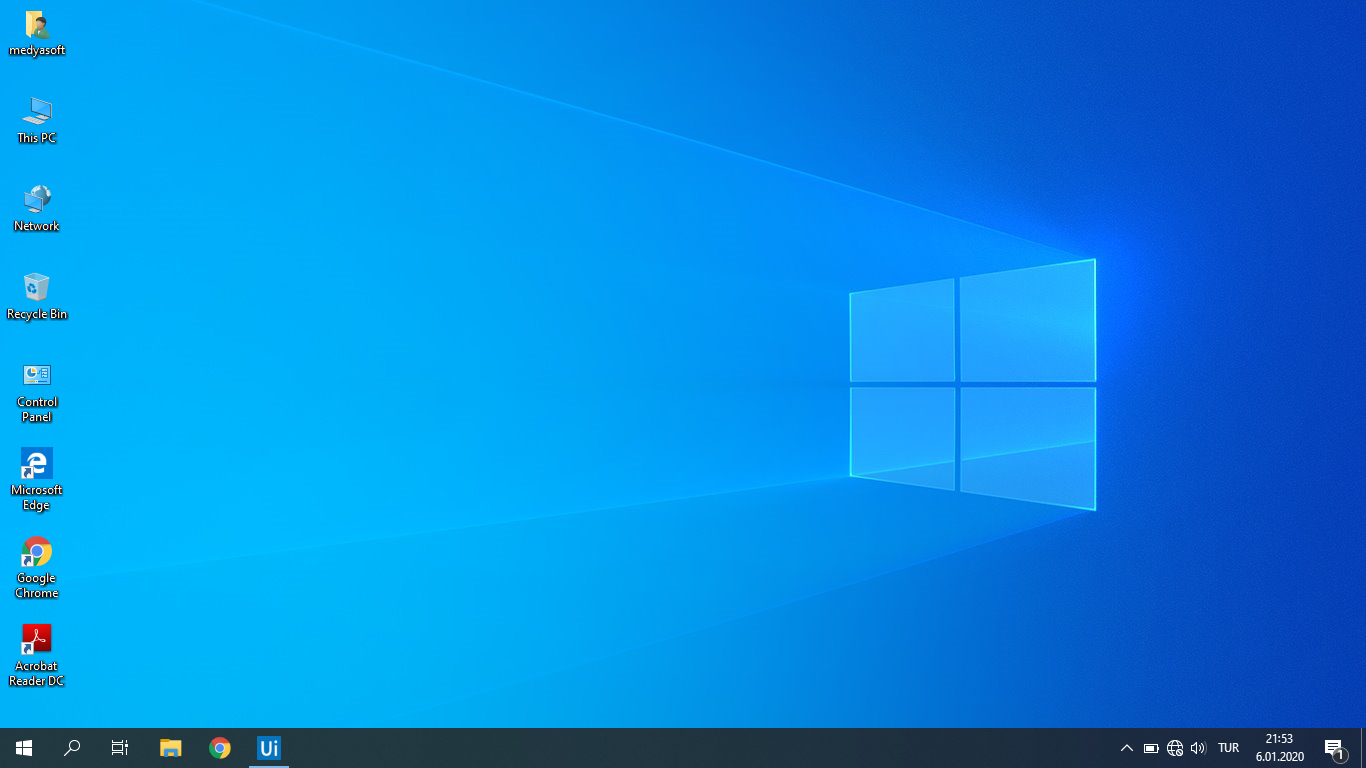 medyasoft
This PC
Network
Recycle Bin
Control
Panel
Microsoft
Edge
Google
Chrome
Acrobat
Reader DC
Ui
TUR
21:53
6.01.2020
1